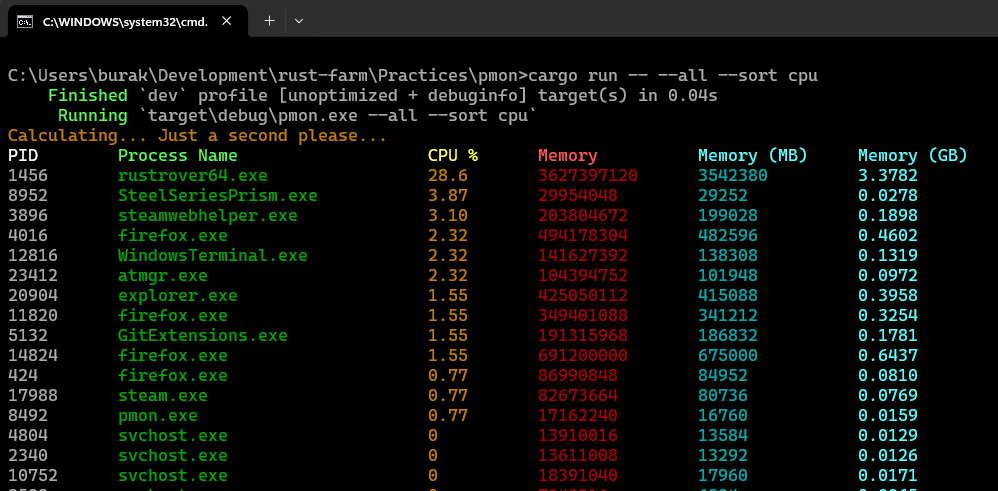 C:\WINDOWS\system32\cmd.
C:\Users\burak\Development\rust-farm\Practices\pmon>cargo run -- --all --sort cpu
Finished `dev` profile [unoptimized + debuginfo] target(s) in 0.04s
Running `target\debug\pmon.exe --all --sort cpu`
Calculating... Just a second please...
PID Process Name CPU % Memory Memory (MB) Memory (GB)
1456 rustrover64.exe 28.6 3627397120 3542380 3.3782
8952 SteelSeriesPrism.exe 3.87 29954048 29252 0.0278
3896 steamwebhelper.exe 3.10 203804672 199028 0.1898
4016 firefox.exe 2.32 494178304 482596 0.4602
12816 WindowsTerminal.exe 2.32 141627392 138308 0.1319
23412 atmgr.exe 2.32 104394752 101948 0.0972
20904 explorer.exe 1.55 425050112 415088 0.3958
11820 firefox.exe 1.55 349401088 341212 0.3254
5132 GitExtensions.exe 1.55 191315968 186832 0.1781
14824 firefox.exe 1.55 691200000 675000 0.6437
424 firefox.exe 0.77 86990848 84952 0.0810
17988 steam.exe 0.77 82673664 80736 0.0769
8492 pmon.exe 0.77 17162240 16760 0.0159
4804 svchost.exe 0 13910016 13584 0.0129
2340 svchost.exe 0 13611008 13292 0.0126
10752 svchost.exe 0 18391040 17960 0.0171